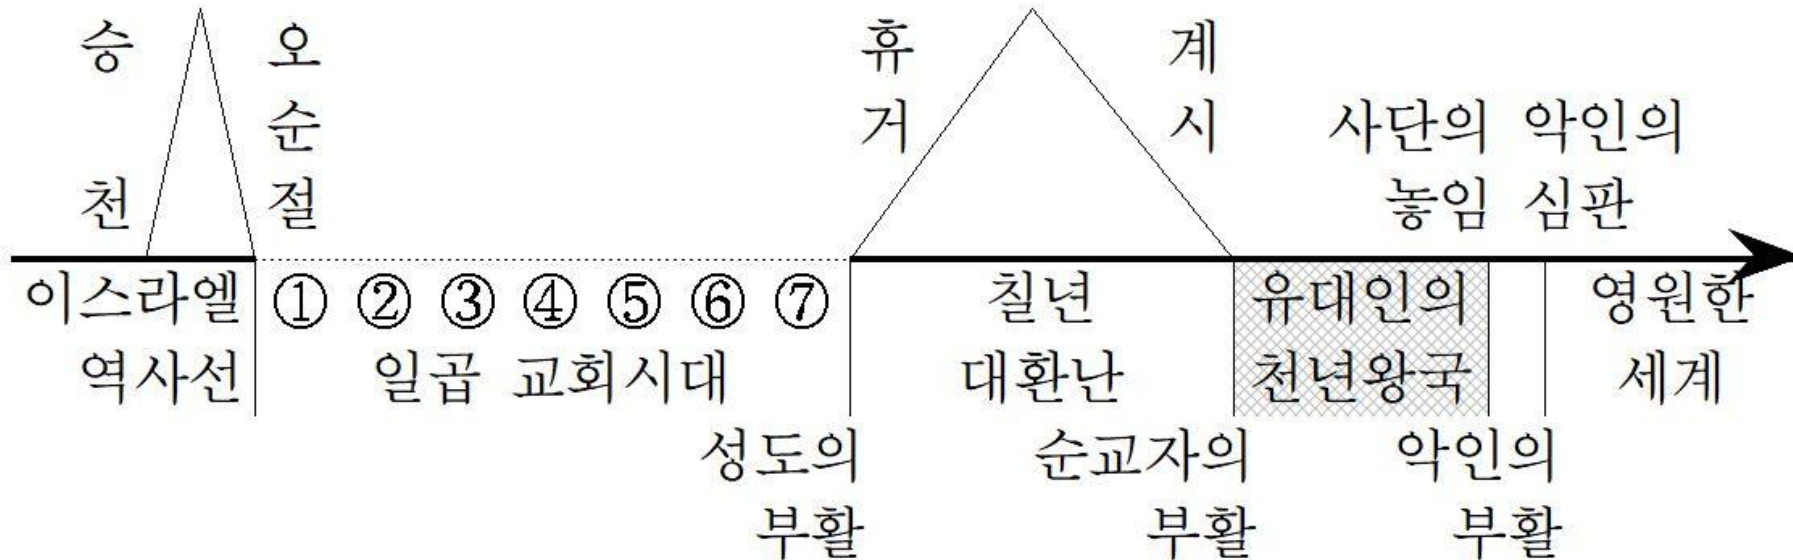 승천
오순절
휴거
계시
사단의 놓임
악인의 심판
이스라엘
역사선
① ② ③ ④ ⑤ ⑥ ⑦
일곱 교회시대
칠년
대환난
유대인의
천년왕국
영원한
세계
성도의
부활
순교자의
부활
악인의
부활